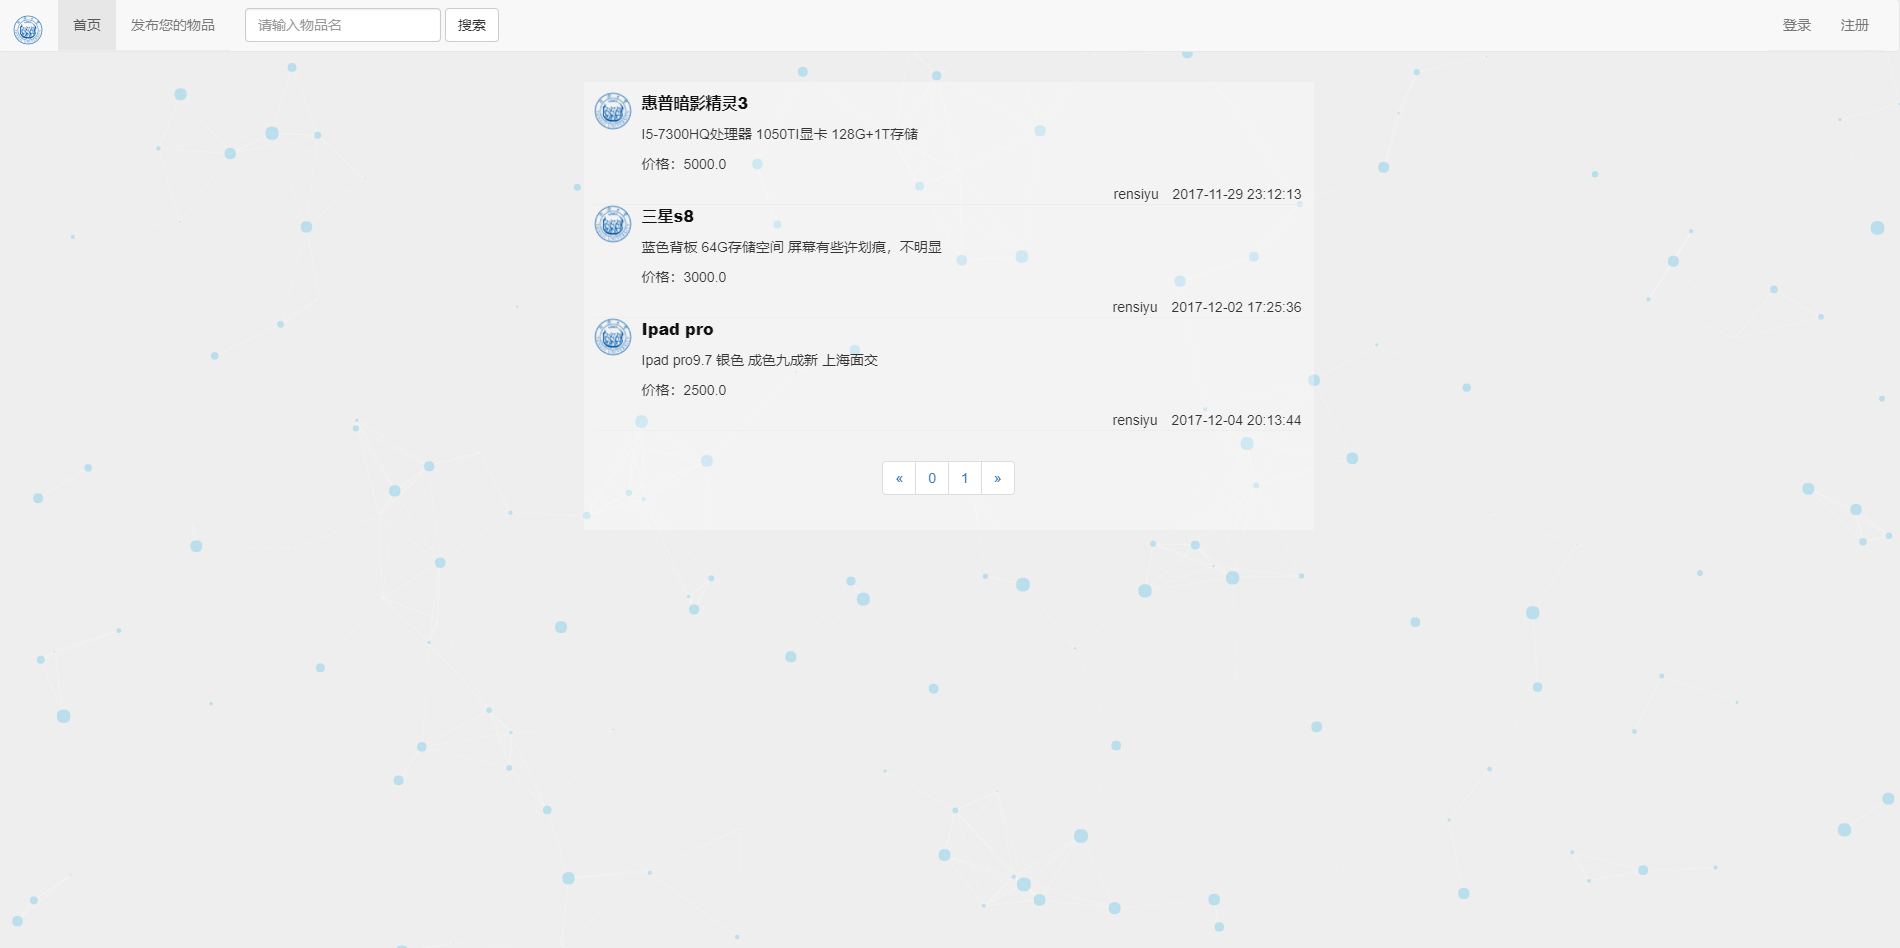 首页 发布您的物品 请输入物品名 搜索 登录 注册
惠普暗影精灵3
I5-7300HQ处理器 1050TI显卡 128G+1T存储
价格：5000.0
rensiyu 2017-11-29 23:12:13
三星s8
蓝色背板 64G存储空间 屏幕有些许划痕，不明显
价格：3000.0
rensiyu 2017-12-02 17:25:36
Ipad pro
Ipad pro9.7 银色 成色九成新 上海面交
价格：2500.0
rensiyu 2017-12-04 20:13:44
« 0 1 »